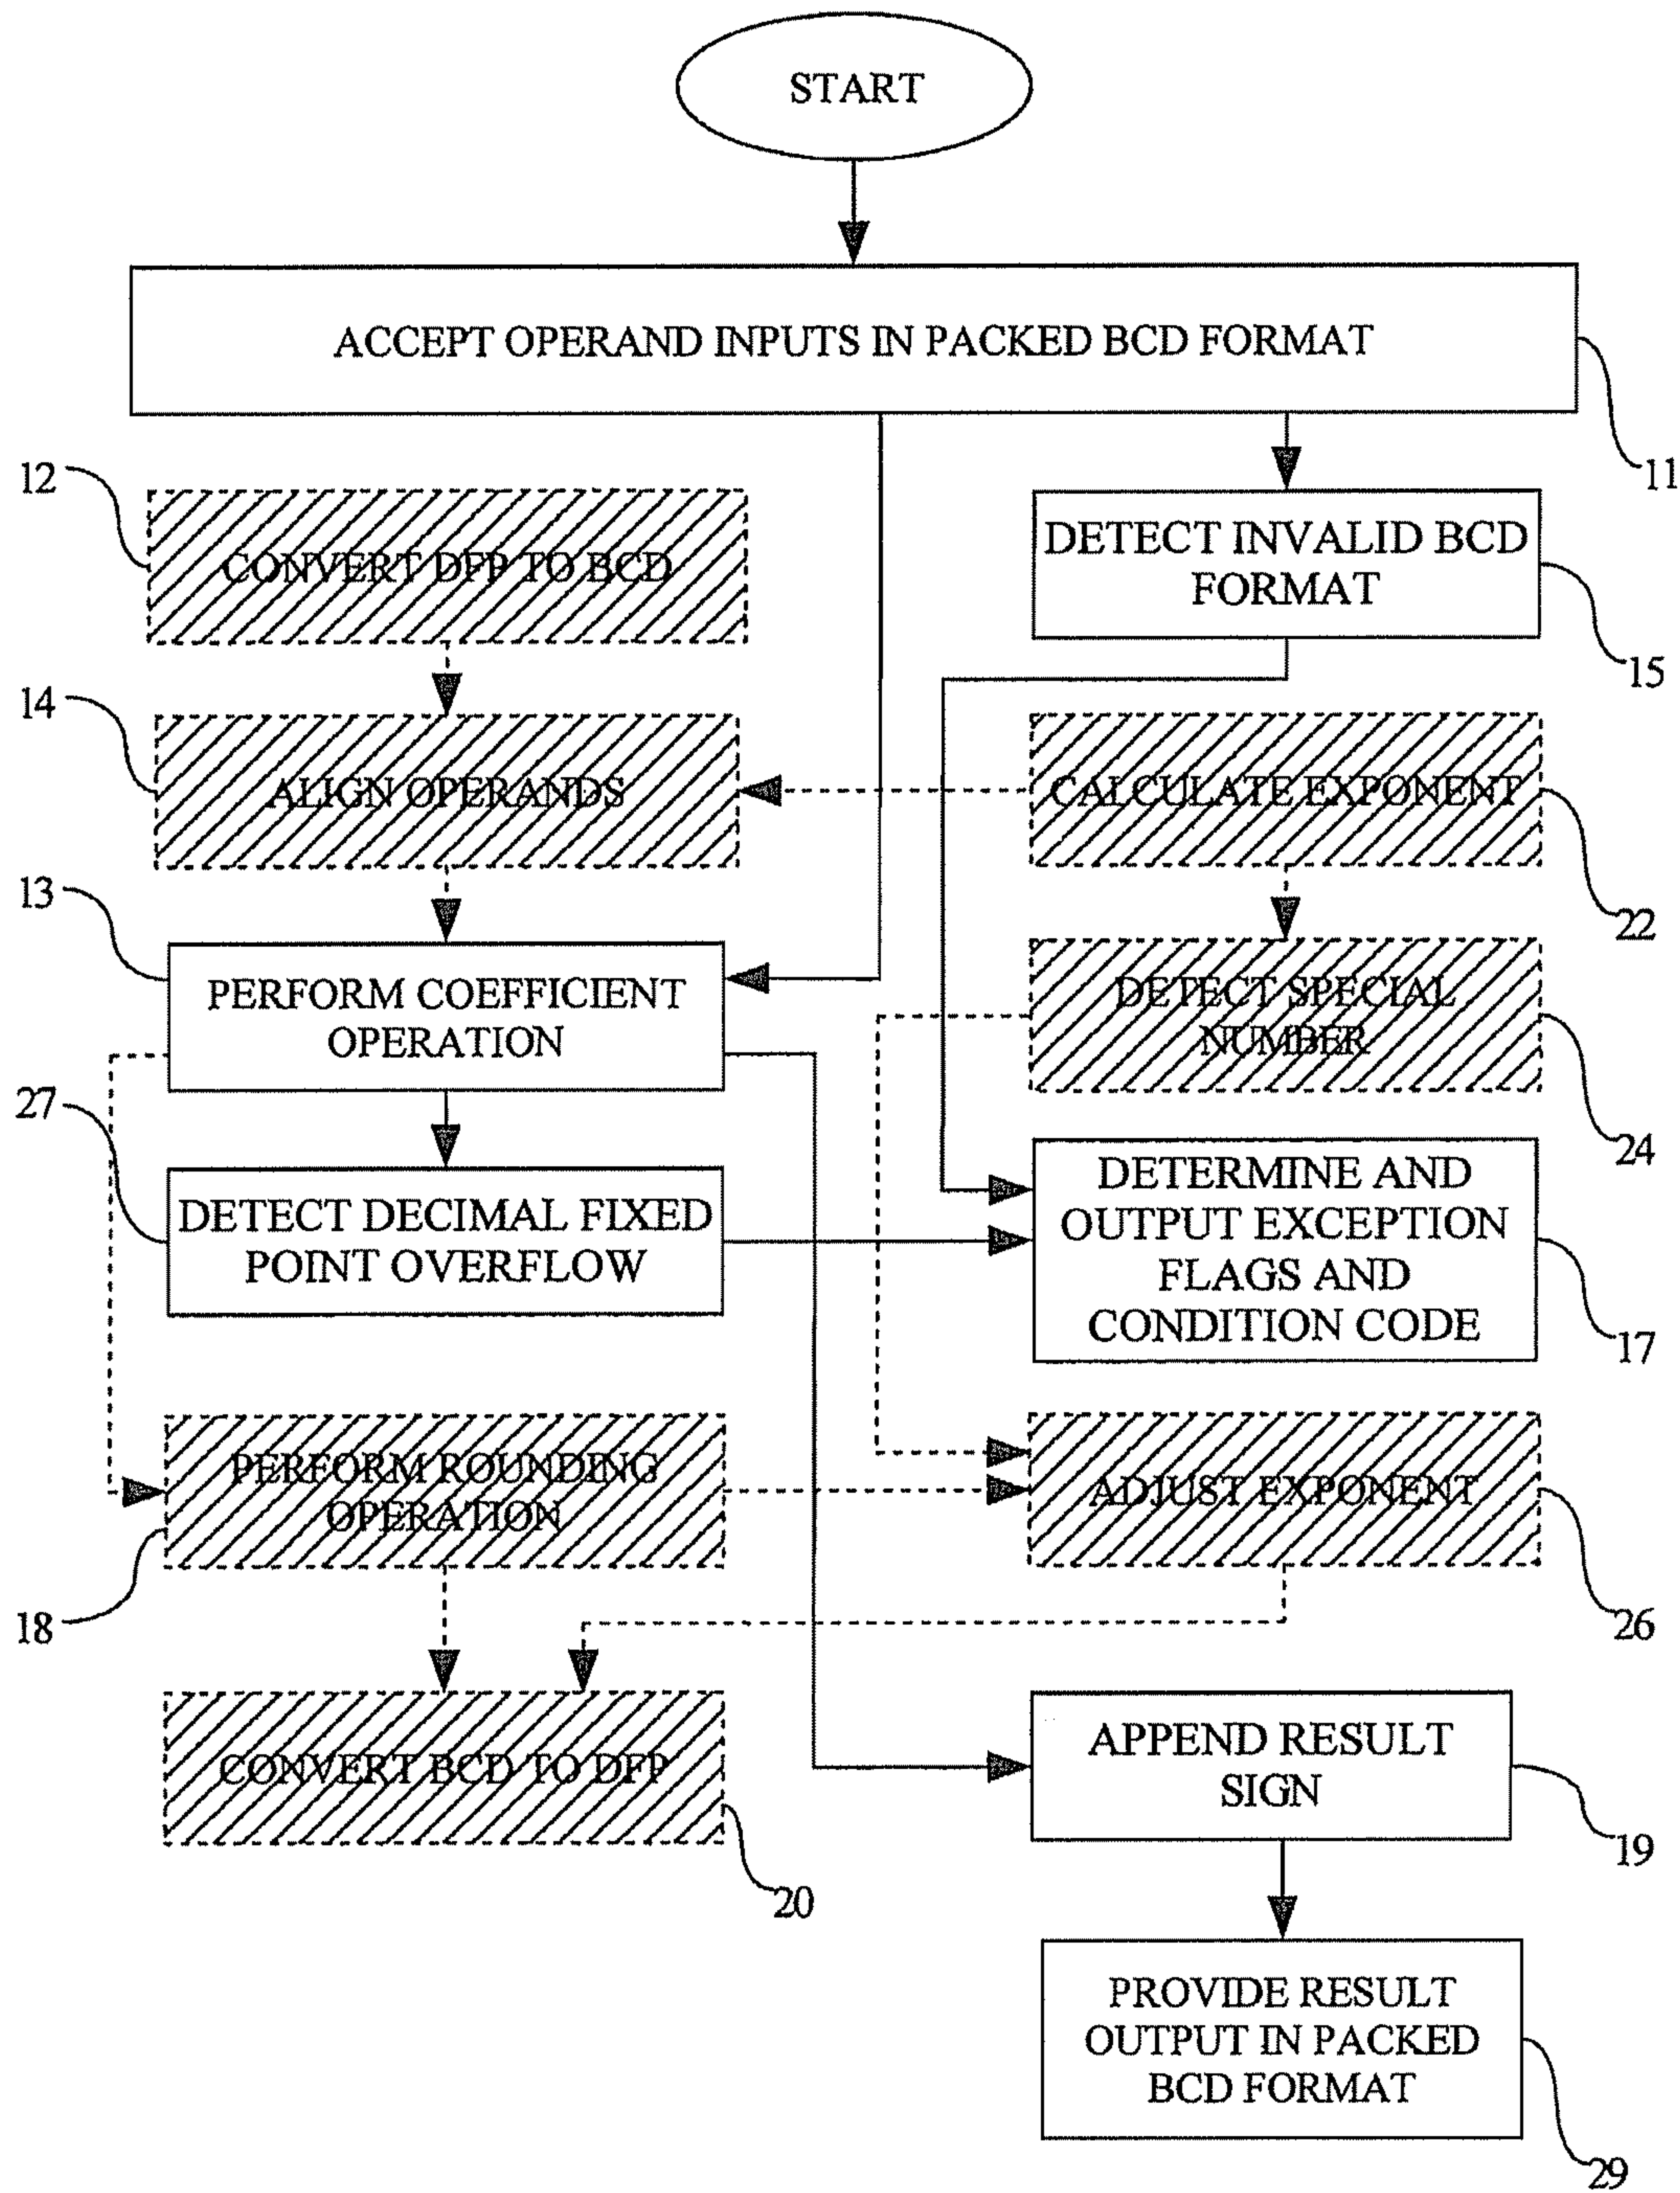 START
ACCEPT OPERAND INPUTS IN PACKED BCD FORMAT
11
12
CONVERT DFP TO BCD
DETECT INVALID BCD
FORMAT
15
14
ALIGN OPERANDS
CALCULATE EXPONENT
22
13
PERFORM COEFFICIENT
OPERATION
DETECT SPECIAL
NUMBER
24
27
DETECT DECIMAL FIXED
POINT OVERFLOW
DETERMINE AND
OUTPUT EXCEPTION
FLAGS AND
CONDITION CODE
17
PERFORM ROUNDING
OPERATION
18
ADJUST EXPONENT
26
CONVERT BCD TO DFP
20
APPEND RESULT
SIGN
19
PROVIDE RESULT
OUTPUT IN PACKED
BCD FORMAT
29